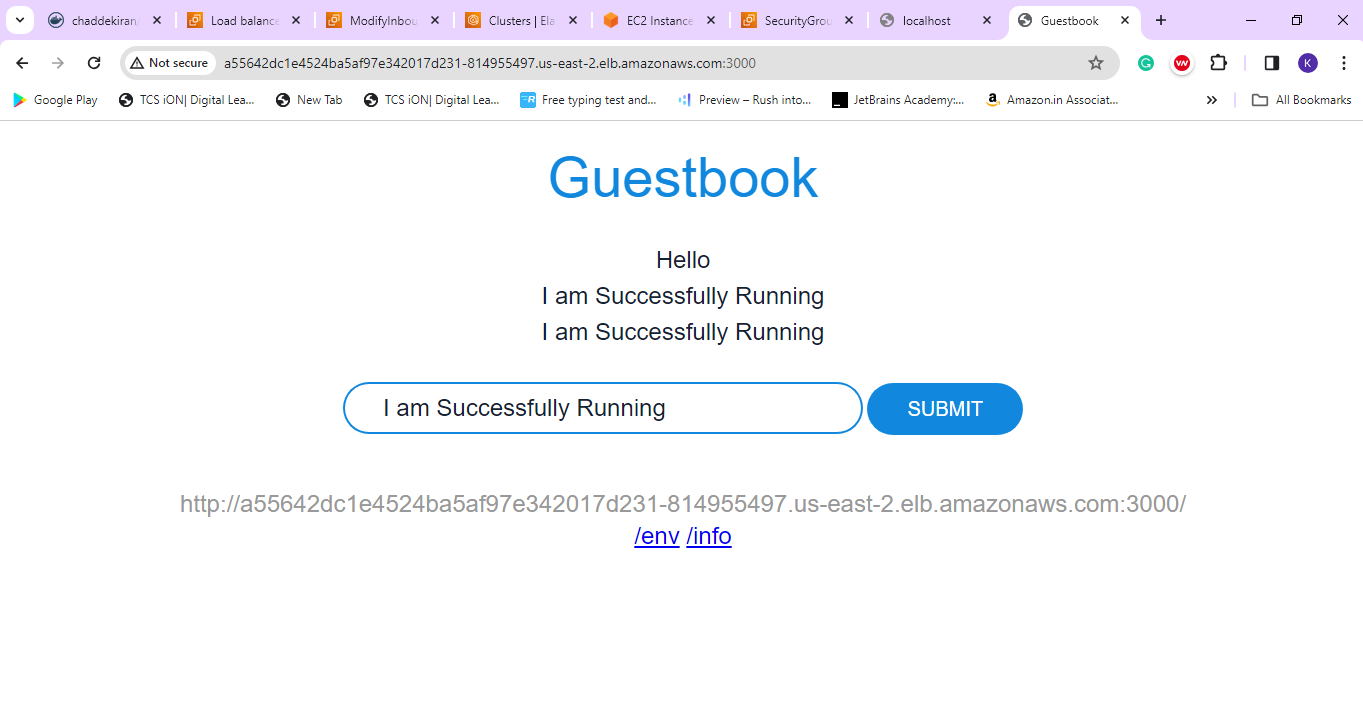 chaddekiran
Load balance
ModifyInbou
Clusters | Ela
EC2 Instance
SecurityGrou
localhost
Guestbook
Not secure
a55642dc1e4524ba5af97e342017d231-814955497.us-east-2.elb.amazonaws.com:3000
K
Google Play
TCS iON| Digital Lea...
New Tab
TCS iON| Digital Lea...
Free typing test and...
Preview – Rush into...
JetBrains Academy:...
Amazon.in Associat...
All Bookmarks
Guestbook
Hello
I am Successfully Running
I am Successfully Running
I am Successfully Running
SUBMIT
http://a55642dc1e4524ba5af97e342017d231-814955497.us-east-2.elb.amazonaws.com:3000/
/env /info